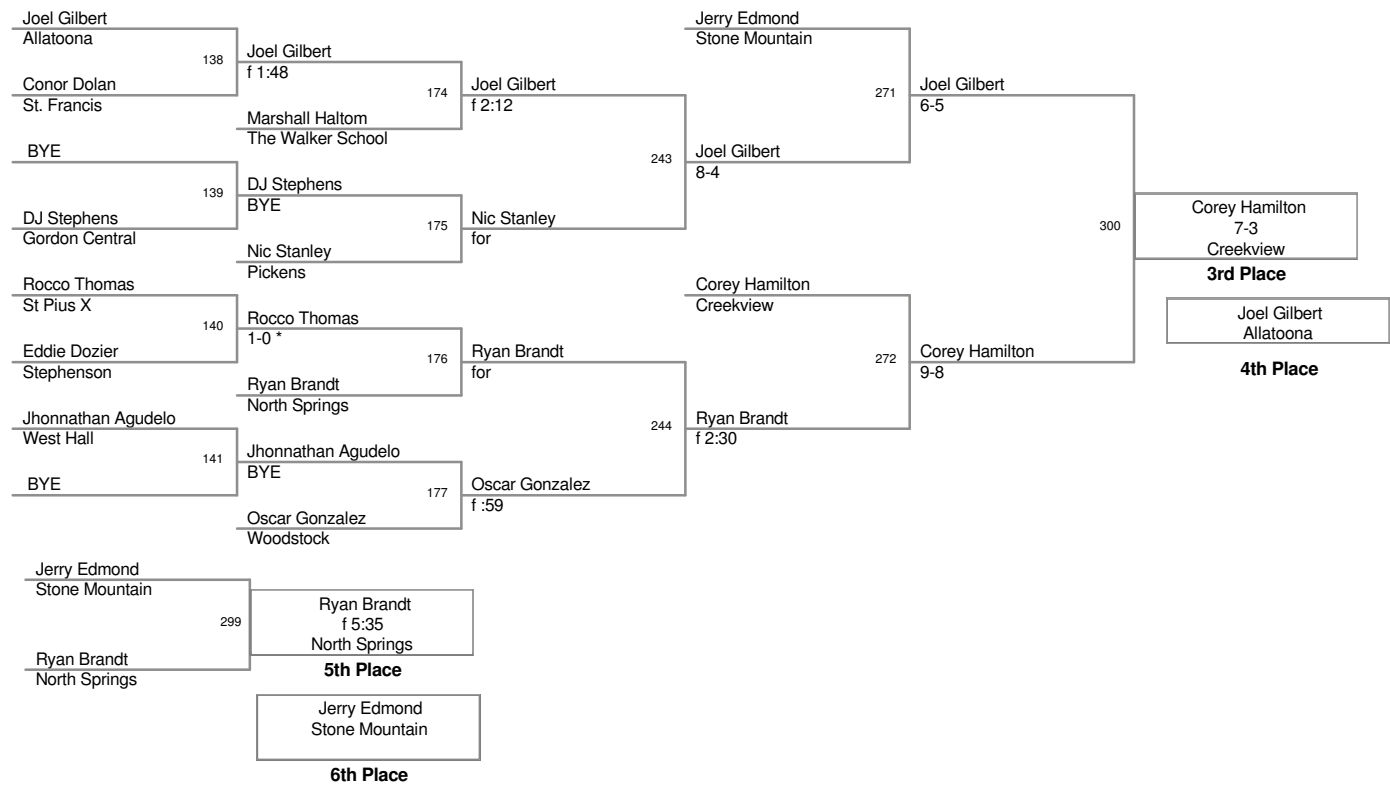 Joel Gilbert
Allatoona
138
Conor Dolan
St. Francis
BYE
139
DJ Stephens
Gordon Central
Rocco Thomas
St Pius X
140
Eddie Dozier
Stephenson
Jhonnathan Agudelo
West Hall
141
BYE
Joel Gilbert
f 1:48
174
Marshall Haltom
The Walker School
DJ Stephens
BYE
175
Nic Stanley
Pickens
Rocco Thomas
1-0 *
176
Ryan Brandt
North Springs
Jhonnathan Agudelo
BYE
177
Oscar Gonzalez
Woodstock
Joel Gilbert
f 2:12
243
Nic Stanley
for
Ryan Brandt
for
244
Oscar Gonzalez
f :59
Jerry Edmond
Stone Mountain
271
Joel Gilbert
8-4
Corey Hamilton
Creekview
272
Ryan Brandt
f 2:30
Joel Gilbert
6-5
300
Corey Hamilton
9-8
Corey Hamilton
7-3
Creekview
3rd Place
Joel Gilbert
Allatoona
4th Place
Jerry Edmond
Stone Mountain
299
Ryan Brandt
North Springs
Ryan Brandt
f 5:35
North Springs
5th Place
Jerry Edmond
Stone Mountain
6th Place